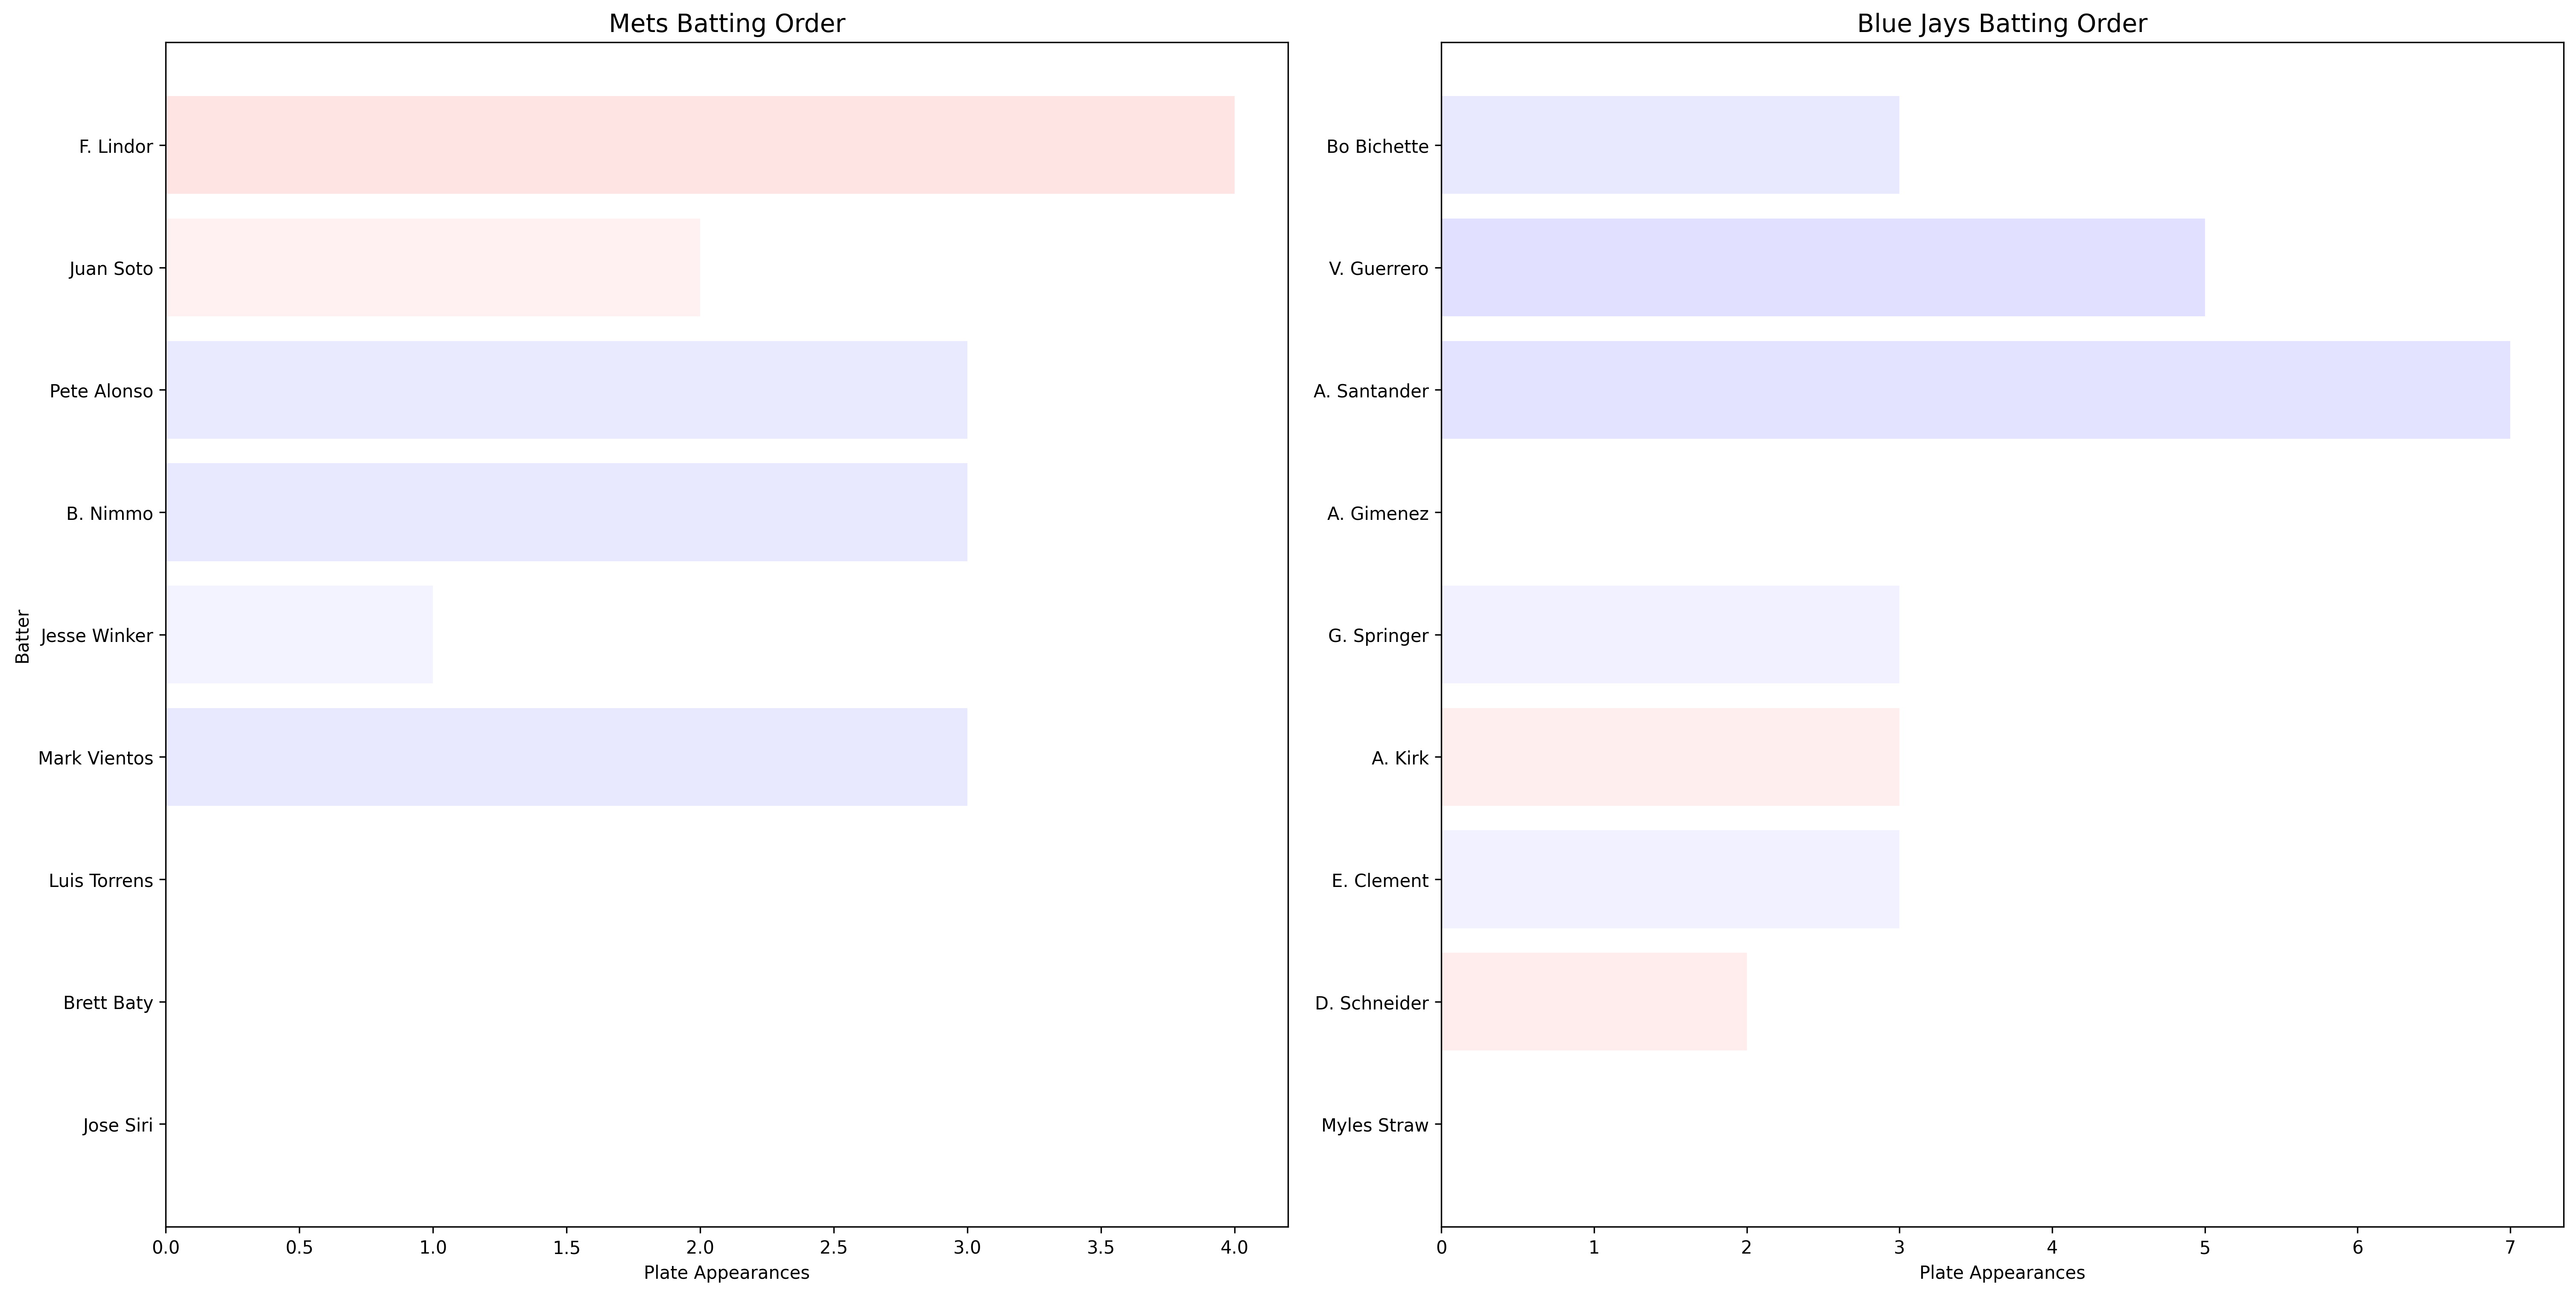 Mets Batting Order
F. Lindor
Juan Soto
Pete Alonso
B. Nimmo
Jesse Winker
Mark Vientos
Luis Torrens
Brett Baty
Jose Siri
Batter
0.0 0.5 1.0 1.5 2.0 2.5 3.0 3.5 4.0
Plate Appearances
Blue Jays Batting Order
Bo Bichette
V. Guerrero
A. Santander
A. Gimenez
G. Springer
A. Kirk
E. Clement
D. Schneider
Myles Straw
0 1 2 3 4 5 6 7
Plate Appearances